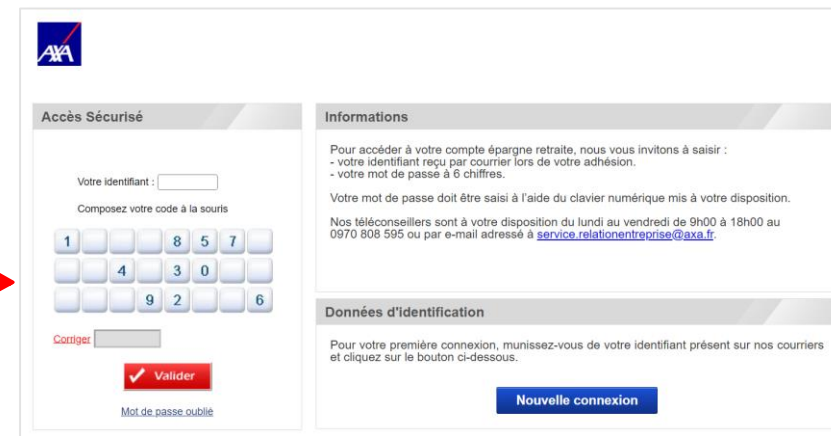 AXA
Accès Sécurisé
Votre identifiant :
Composez votre code à la souris
1 8 5 7
4 3 0
9 2 6
Corriger
Valider
Mot de passe oublié
Informations
Pour accéder à votre compte épargne retraite, nous vous invitons à saisir :
- votre identifiant reçu par courrier lors de votre adhésion.
- votre mot de passe à 6 chiffres.
Votre mot de passe doit être saisi à l'aide du clavier numérique mis à votre disposition.
Nos téléconseillers sont à votre disposition du lundi au vendredi de 9h00 à 18h00 au
0970 808 595 ou par e-mail adressé à service.relationentreprise@axa.fr.
Données d'identification
Pour votre première connexion, munissez-vous de votre identifiant présent sur nos courriers
et cliquez sur le bouton ci-dessous.
Nouvelle connexion